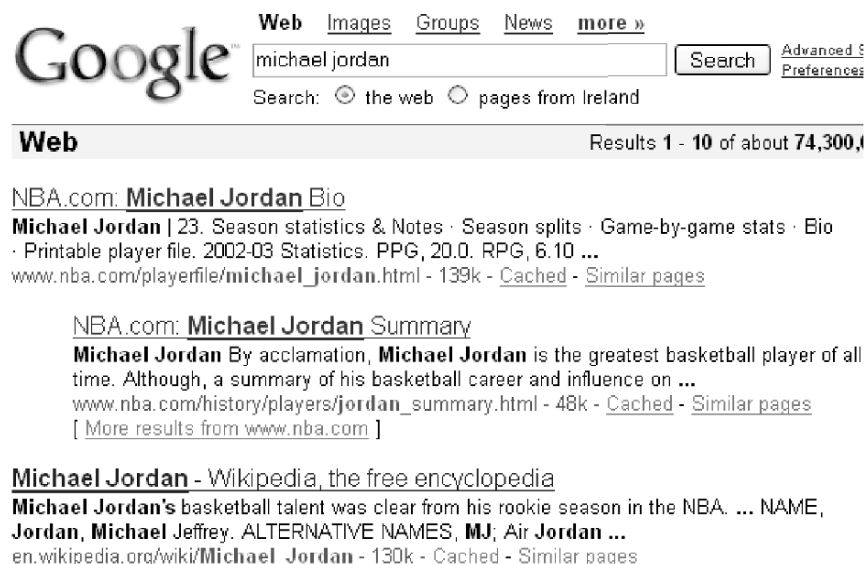 Web Images Groups News more »
Google™
michael jordan Search Advanced S
Preferences
Search: the web pages from Ireland
Web Results 1 - 10 of about 74,300,
NBA.com: Michael Jordan Bio
Michael Jordan | 23. Season statistics & Notes · Season splits · Game-by-game stats · Bio
· Printable player file. 2002-03 Statistics. PPG, 20.0. RPG, 6.10 ...
www.nba.com/playerfile/michael_jordan.html - 139k - Cached - Similar pages
NBA.com: Michael Jordan Summary
Michael Jordan By acclamation, Michael Jordan is the greatest basketball player of all
time. Although, a summary of his basketball career and influence on ...
www.nba.com/history/players/jordan_summary.html - 48k - Cached - Similar pages
[ More results from www.nba.com ]
Michael Jordan - Wikipedia, the free encyclopedia
Michael Jordan's basketball talent was clear from his rookie season in the NBA. ... NAME,
Jordan, Michael Jeffrey. ALTERNATIVE NAMES, MJ; Air Jordan ...
en.wikipedia.org/wiki/Michael_Jordan - 130k - Cached - Similar pages